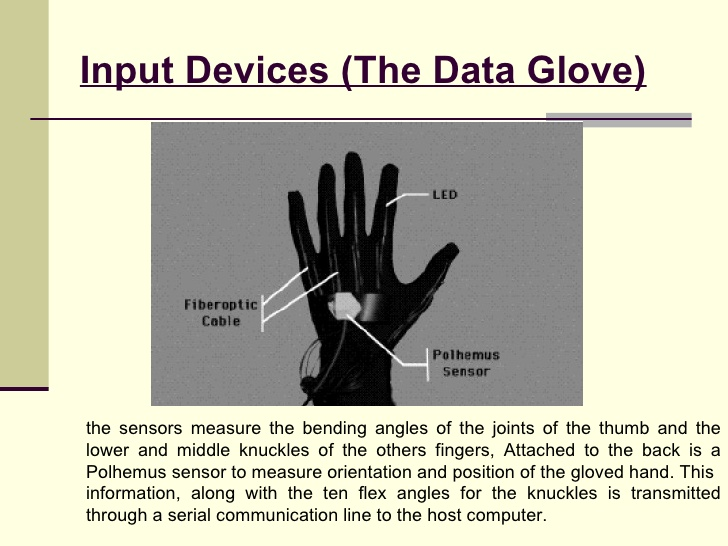 Input Devices (The Data Glove)
LED
Fiberoptic
Cable
Polhemus
Sensor
the sensors measure the bending angles of the joints of the thumb and the
lower and middle knuckles of the others fingers, Attached to the back is a
Polhemus sensor to measure orientation and position of the gloved hand. This
information, along with the ten flex angles for the knuckles is transmitted
through a serial communication line to the host computer.